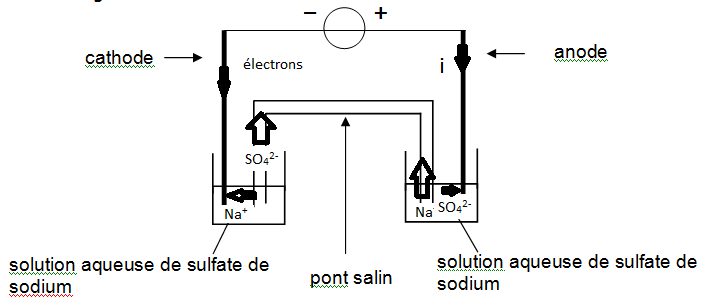 − +
cathode
électrons
i
anode
SO₄²⁻
Na⁺
Na
SO₄²⁻
solution aqueuse de sulfate de
sodium
pont salin
solution aqueuse de sulfate de
sodium